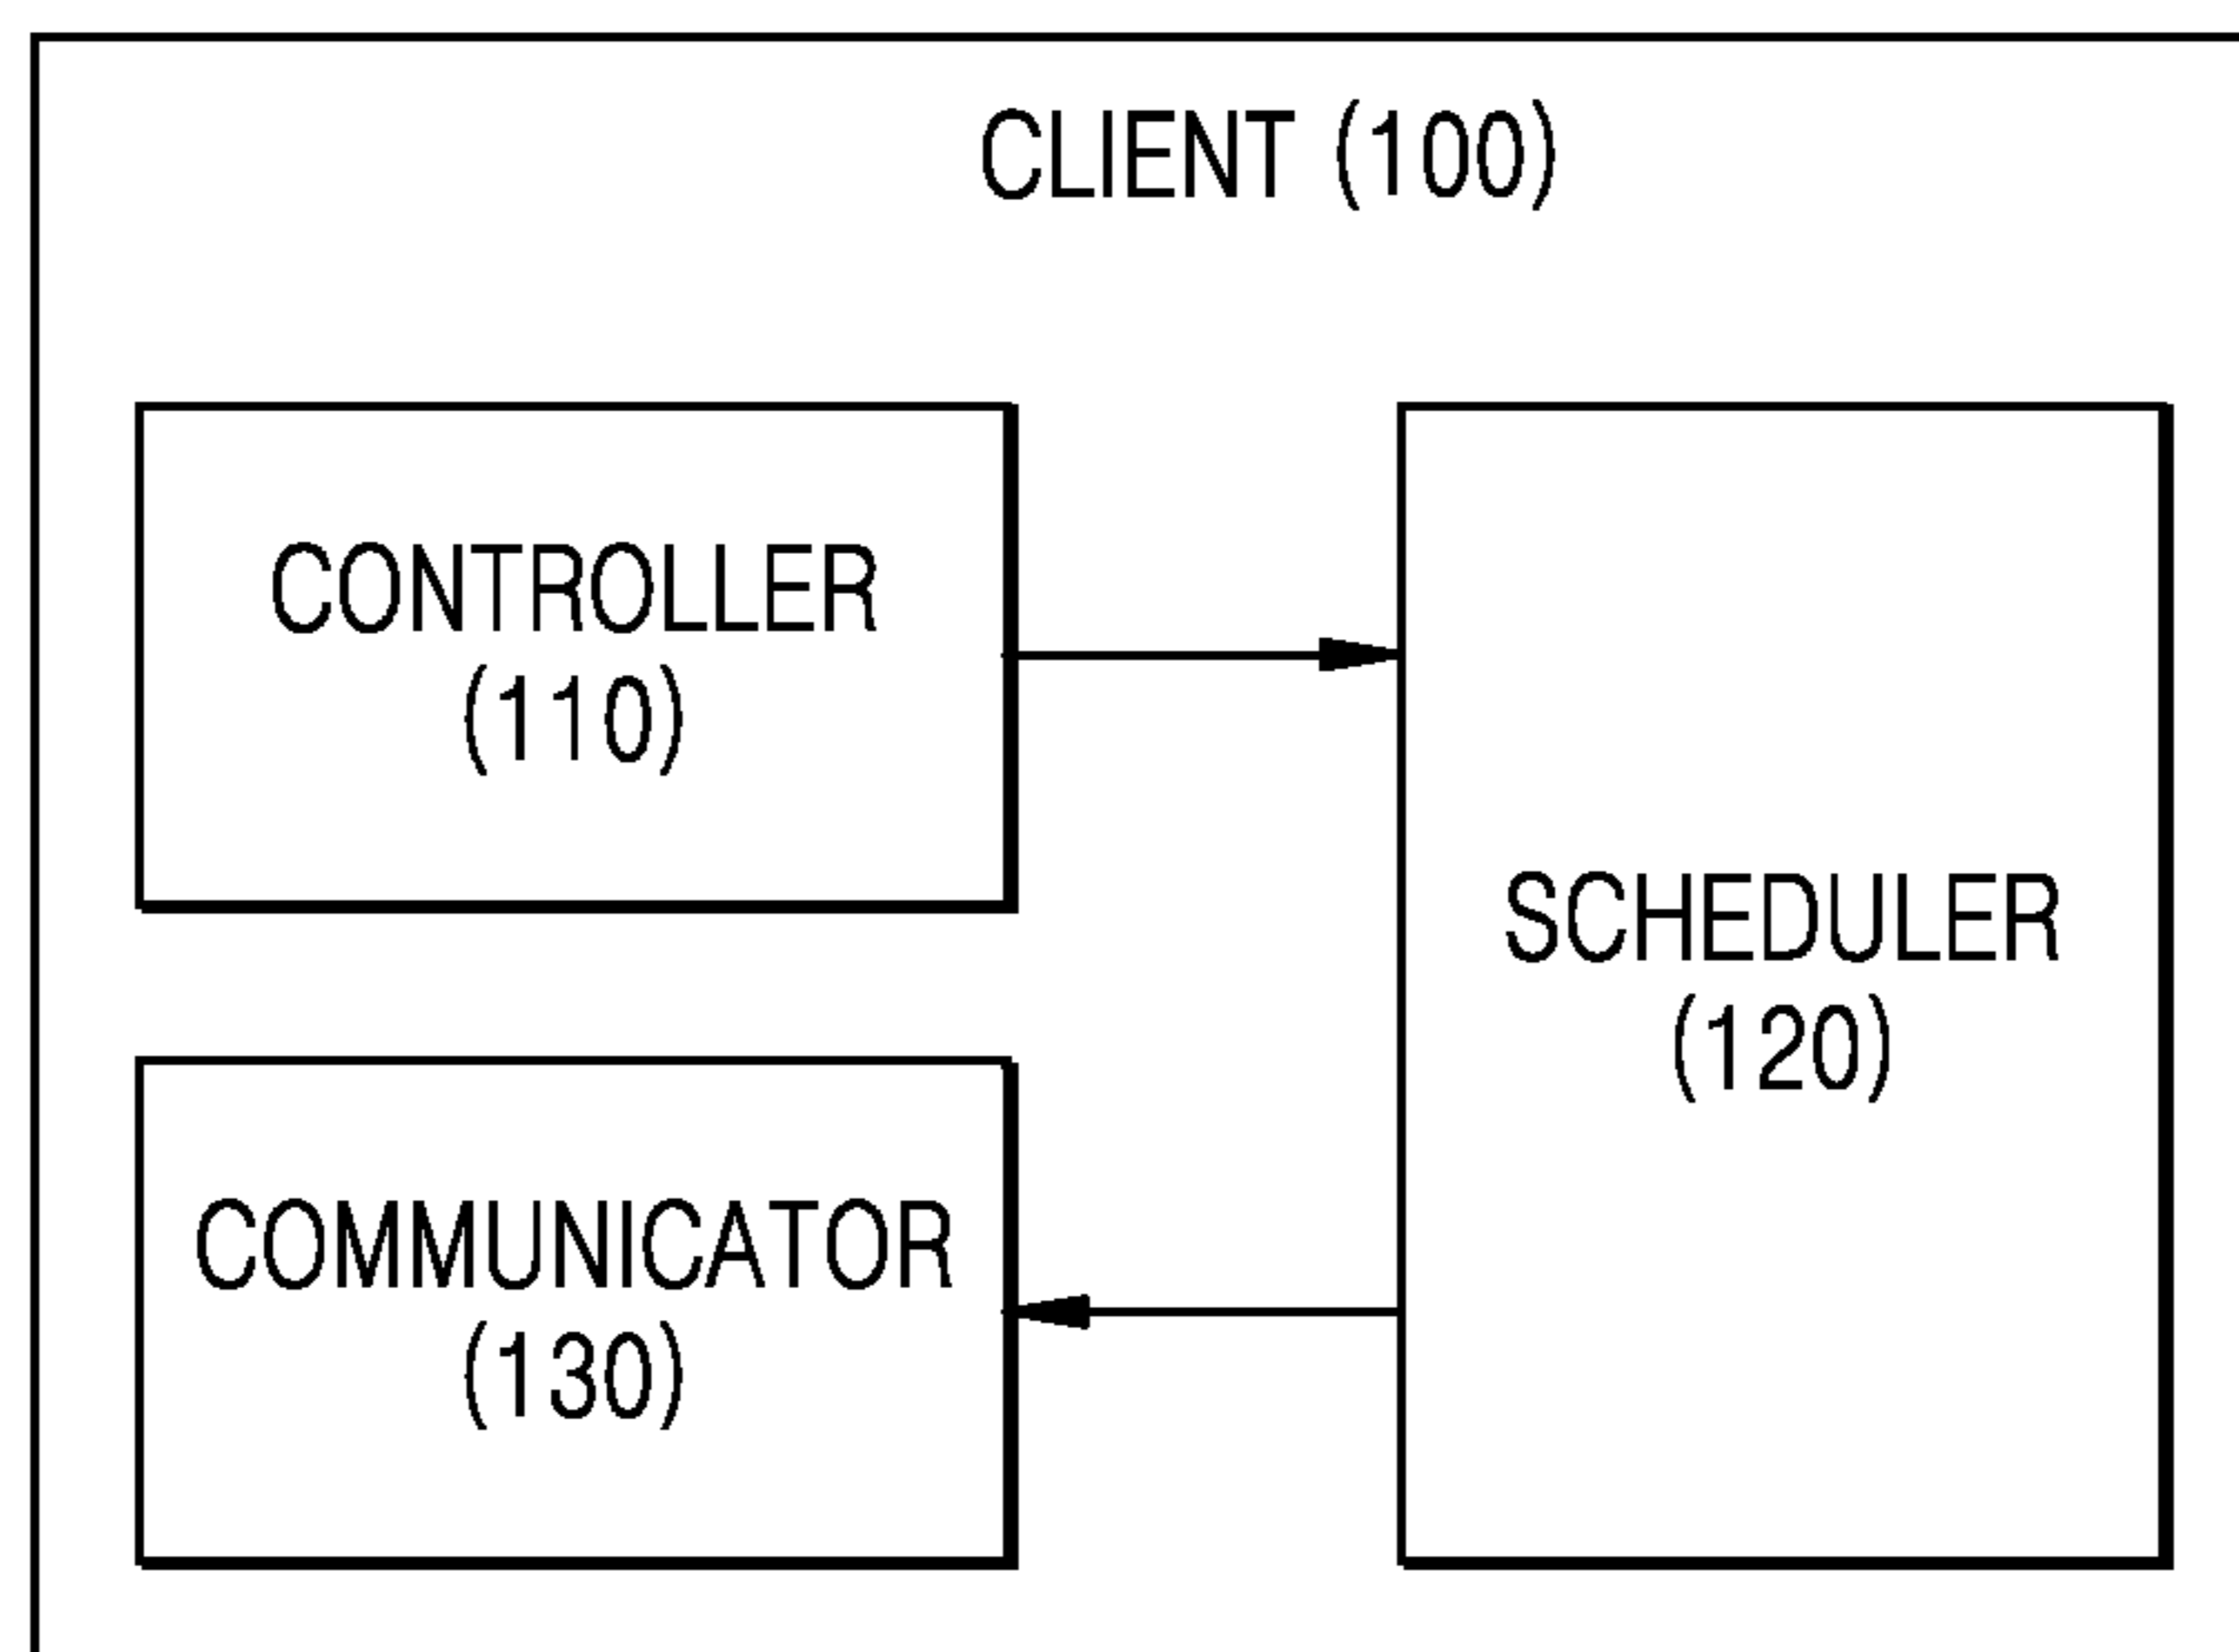 CLIENT (100)
CONTROLLER
(110)
SCHEDULER
(120)
COMMUNICATOR
(130)